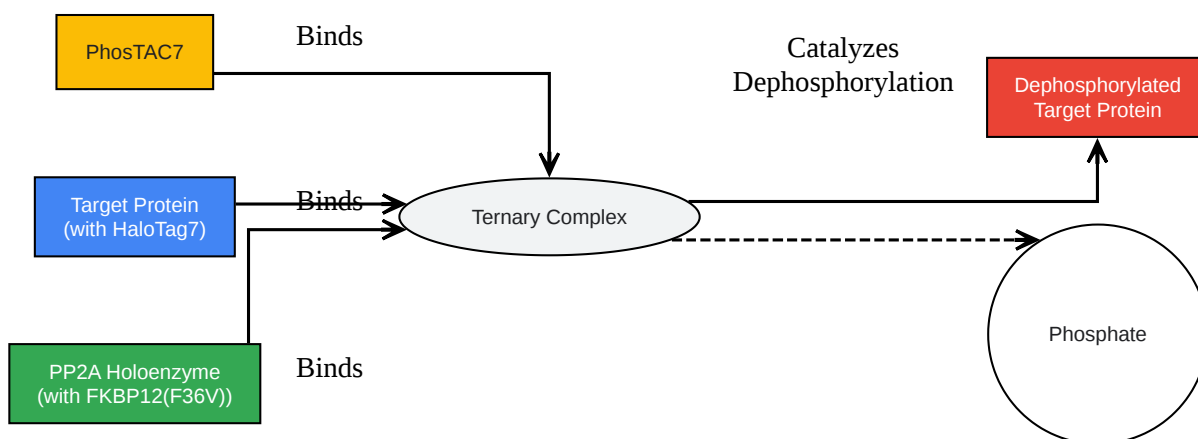 PhosTAC7
Binds
Catalyzes
Dephosphorylation
Dephosphorylated
Target Protein
Target Protein
(with HaloTag7)
Binds
Ternary Complex
PP2A Holoenzyme
(with FKBP12(F36V))
Binds
Phosphate